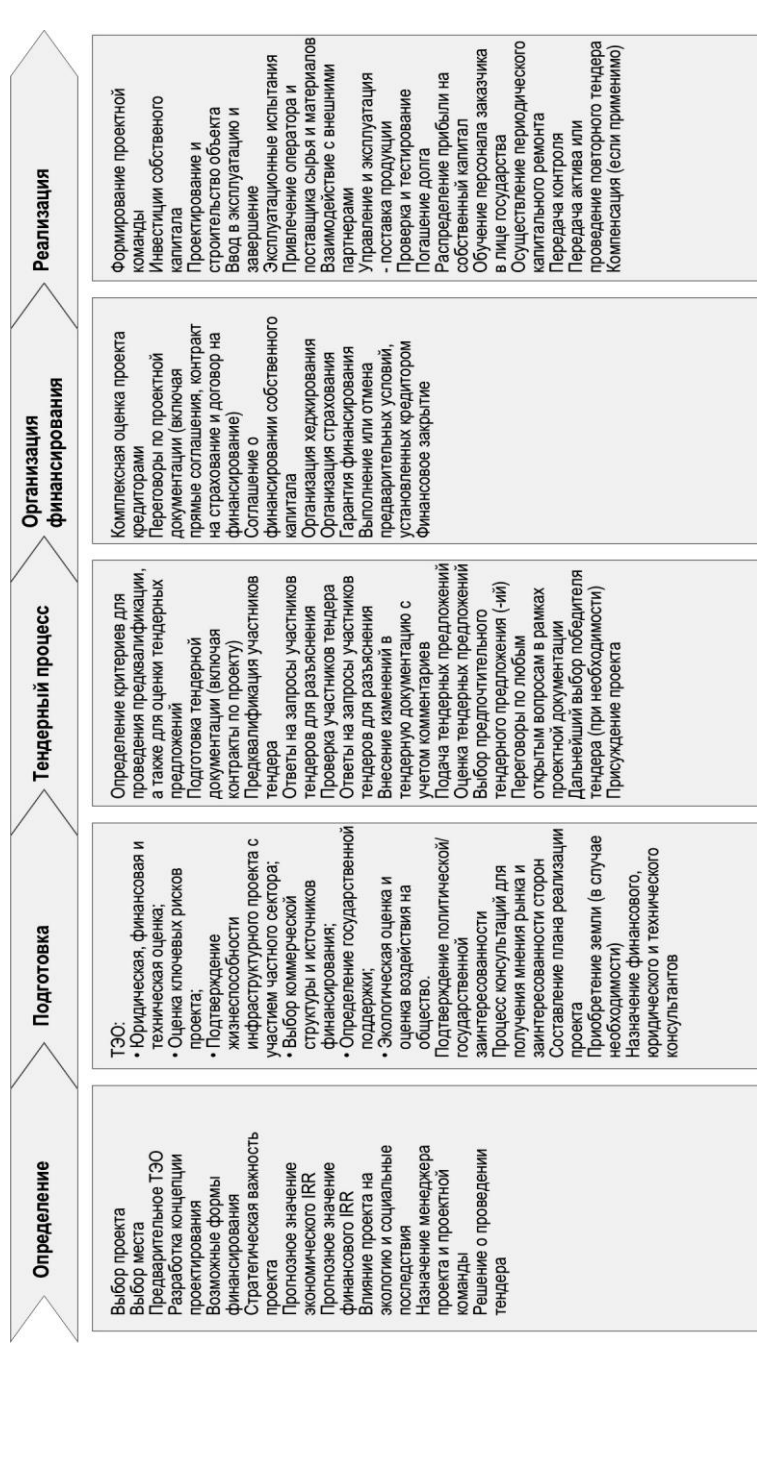 Определение
Выбор проекта
Выбор места
Предварительное ТЭО
Разработка концепции
проектирования
Возможные формы
финансирования
Стратегическая важность
проекта
Прогнозное значение
экономического IRR
Прогнозное значение
финансового IRR
Влияние проекта на
экологию и социальные
последствия
Назначение менеджера
проекта и проектной
команды
Решение о проведении
тендера
Подготовка
ТЭО:
• Юридическая, финансовая и
техническая оценка;
• Оценка ключевых рисков
проекта;
• Подтверждение
жизнеспособности
инфраструктурного проекта с
участием частного сектора;
• Выбор коммерческой
структуры и источников
финансирования;
• Определение государственной
поддержки;
• Экологическая оценка и
оценка воздействия на
общество.
Подтверждение политической/
государственной
заинтересованности
Процесс консультаций для
получения мнения рынка и
заинтересованности сторон
Составление плана реализации
проекта
Приобретение земли (в случае
необходимости)
Назначение финансового,
юридического и технического
консультантов
Тендерный процесс
Определение критериев для
проведения предквалификации,
а также для оценки тендерных
предложений
Подготовка тендерной
документации (включая
контракты по проекту)
Предквалификация участников
тендера
Ответы на запросы участников
тендеров для разъяснения
Проверка участников тендера
Ответы на запросы участников
тендеров для разъяснения
Внесение изменений в
тендерную документацию с
учетом комментариев
Подача тендерных предложений
Оценка тендерных предложений
Выбор предпочтительного
тендерного предложения (-ий)
Переговоры по любым
открытым вопросам в рамках
проектной документации
Дальнейший выбор победителя
тендера (при необходимости)
Присуждение проекта
Организация
финансирования
Комплексная оценка проекта
кредиторами
Переговоры по проектной
документации (включая
прямые соглашения, контракт
на страхование и договор на
финансирование)
Соглашение о
финансировании собственного
капитала
Организация хеджирования
Организация страхования
Гарантия финансирования
Выполнение или отмена
предварительных условий,
установленных кредитором
Финансовое закрытие
Реализация
Формирование проектной
команды
Инвестиции собственого
капитала
Проектирование и
строительство объекта
Ввод в эксплуатацию и
завершение
Эксплуатационные испытания
Привлечение оператора и
поставщика сырья и материалов
Взаимодействие с внешними
партнерами
Управление и эксплуатация
- поставка продукции
Проверка и тестирование
Погашение долга
Распределение прибыли на
собственный капитал
Обучение персонала заказчика
в лице государства
Осуществление периодического
капитального ремонта
Передача контроля
Передача актива или
проведение повторного тендера
Компенсация (если применимо)